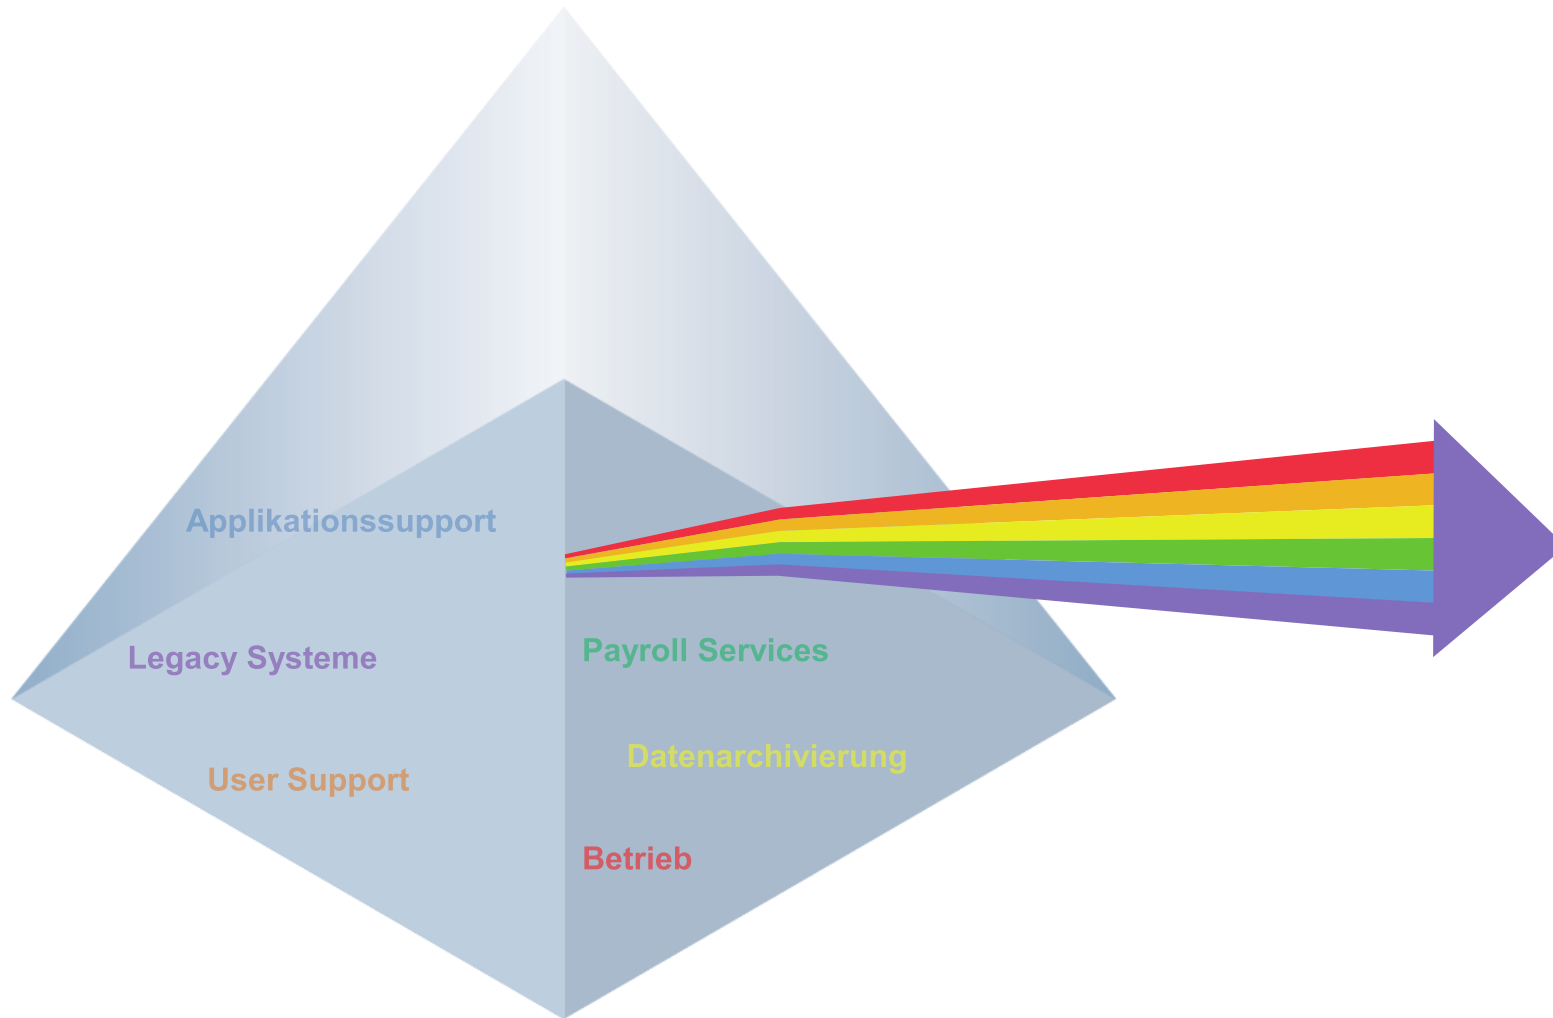 Applikationssupport
Legacy Systeme
Payroll Services
Datenarchivierung
User Support
Betrieb